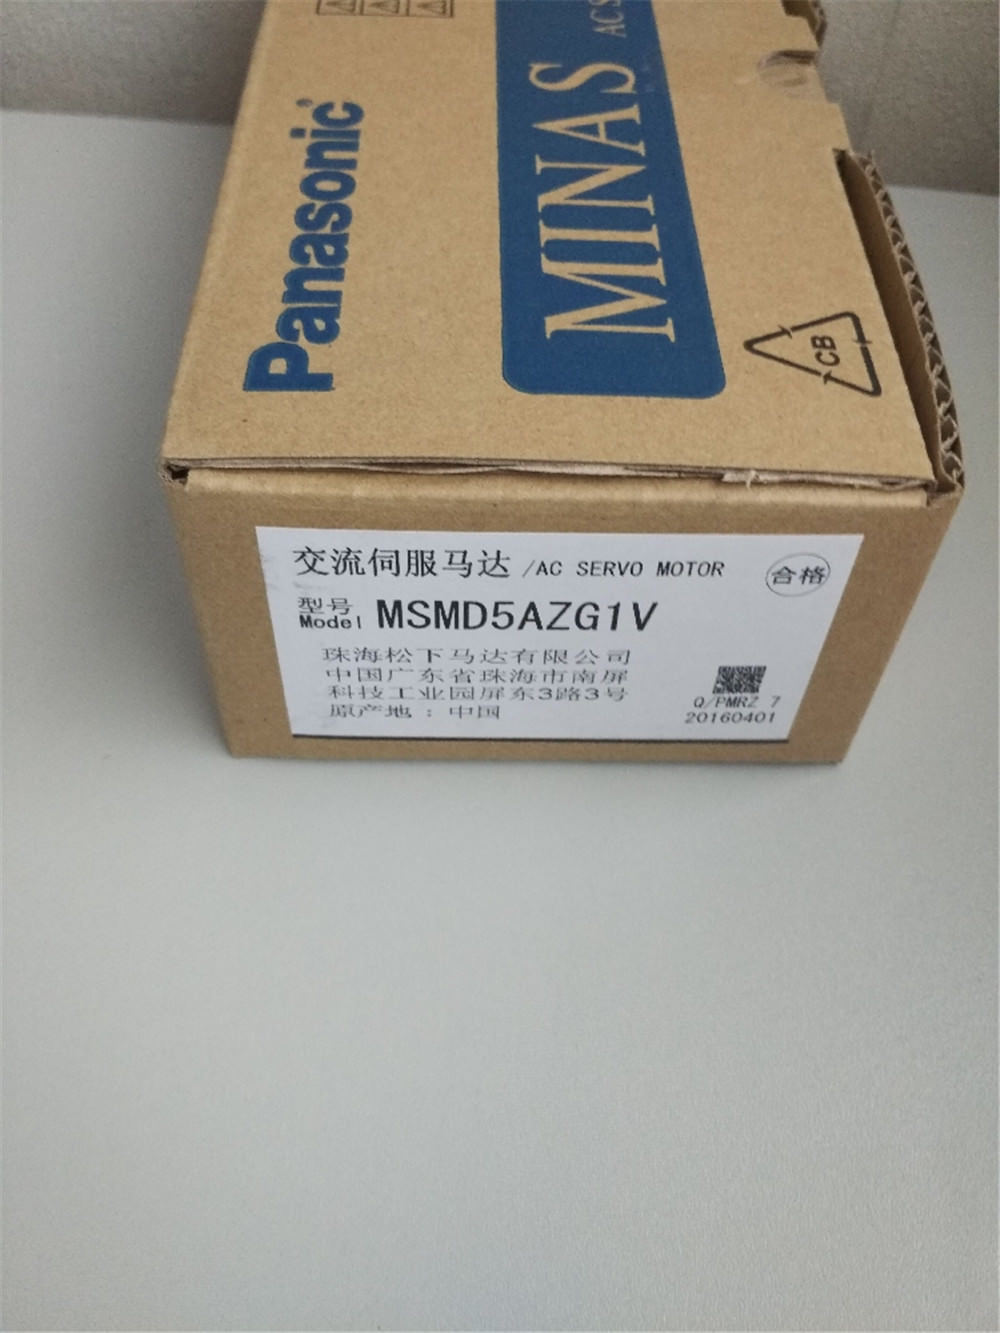 Panasonic
MINAS ACS
CB
交流伺服马达 /AC SERVO MOTOR 合格
型号
Model MSMD5AZG1V
珠海松下马达有限公司
中国广东省珠海市南屏
科技工业园屏东3路3号
原产地：中国
Q/PMRZ 7
20160401